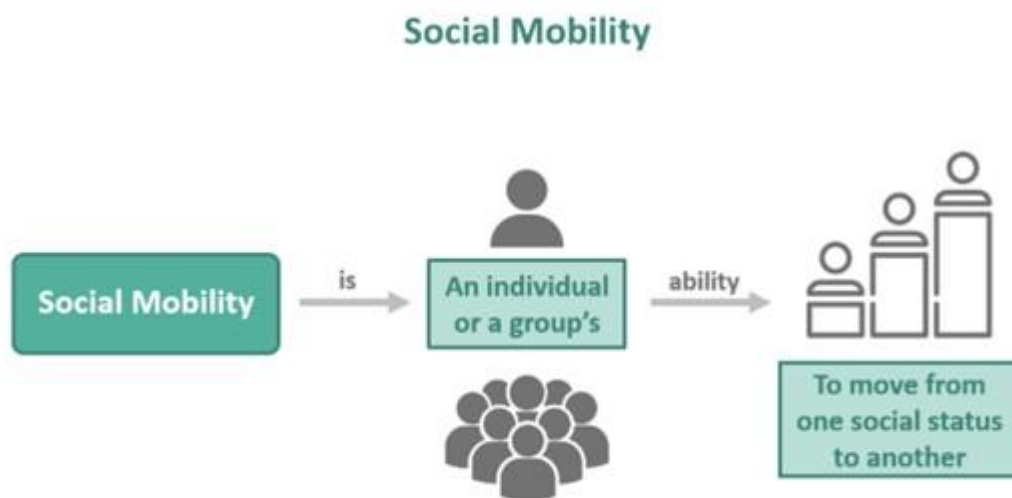 Social Mobility
Social Mobility
is
An individual
or a group's
ability
To move from
one social status
to another